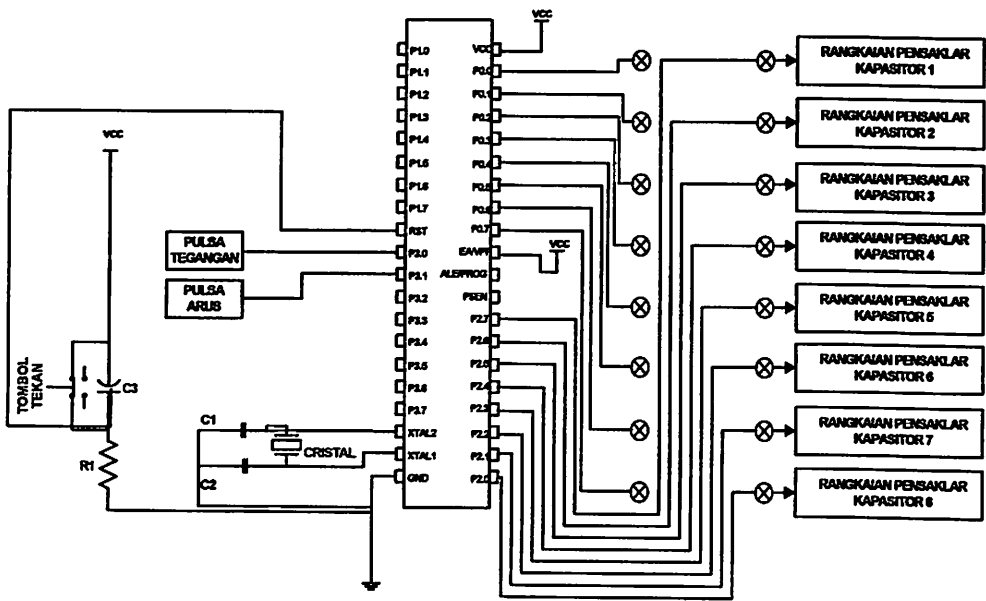 VCC
P1.0
P1.1
P1.2
P1.3
P1.4
P1.5
P1.6
P1.7
RST
P3.0
P3.1
P3.2
P3.3
P3.4
P3.5
P3.6
P3.7
XTAL2
XTAL1
GND
VCC
P0.0
P0.1
P0.2
P0.3
P0.4
P0.5
P0.6
P0.7
EA/VPP
ALE/PROG
PSEN
P2.7
P2.6
P2.5
P2.4
P2.3
P2.2
P2.1
P2.0
VCC
VCC
PULSA
TEGANGAN
PULSA
ARUS
TOMBOL
TEKAN
C3
R1
C1
CRISTAL
C2
RANGKAIAN PENSAKLAR
KAPASITOR 1
RANGKAIAN PENSAKLAR
KAPASITOR 2
RANGKAIAN PENSAKLAR
KAPASITOR 3
RANGKAIAN PENSAKLAR
KAPASITOR 4
RANGKAIAN PENSAKLAR
KAPASITOR 5
RANGKAIAN PENSAKLAR
KAPASITOR 6
RANGKAIAN PENSAKLAR
KAPASITOR 7
RANGKAIAN PENSAKLAR
KAPASITOR 8